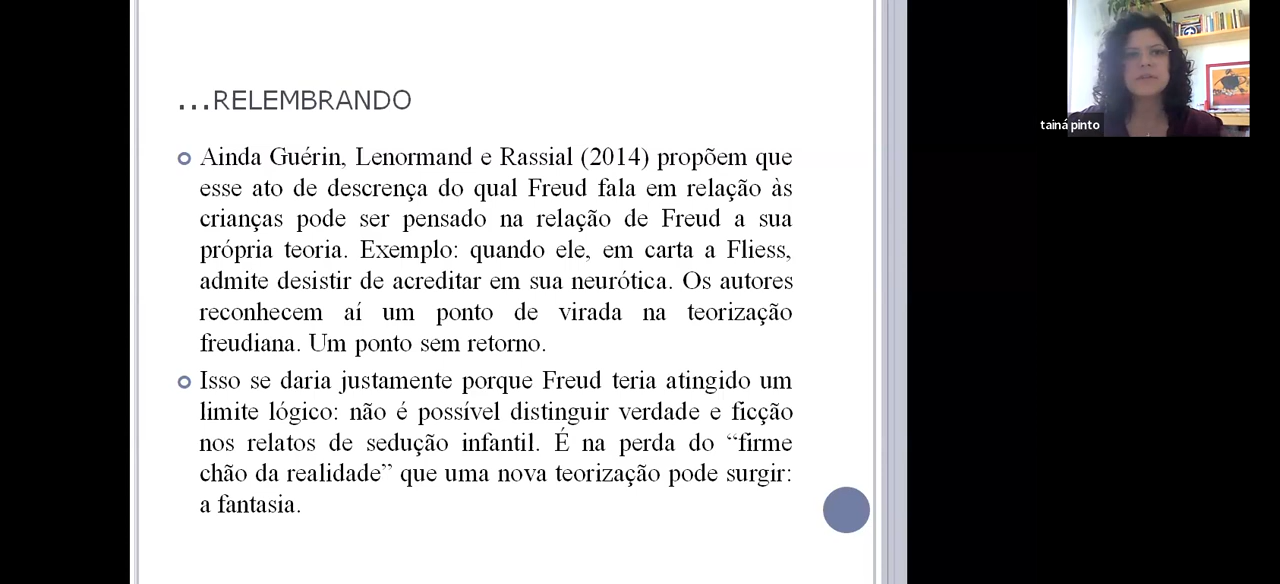 ...RELEMBRANDO
Ainda Guérin, Lenormand e Rassial (2014) propõem que
esse ato de descrença do qual Freud fala em relação às
crianças pode ser pensado na relação de Freud a sua
própria teoria. Exemplo: quando ele, em carta a Fliess,
admite desistir de acreditar em sua neurótica. Os autores
reconhecem aí um ponto de virada na teorização
freudiana. Um ponto sem retorno.
Isso se daria justamente porque Freud teria atingido um
limite lógico: não é possível distinguir verdade e ficção
nos relatos de sedução infantil. É na perda do “firme
chão da realidade” que uma nova teorização pode surgir:
a fantasia.
tainá pinto